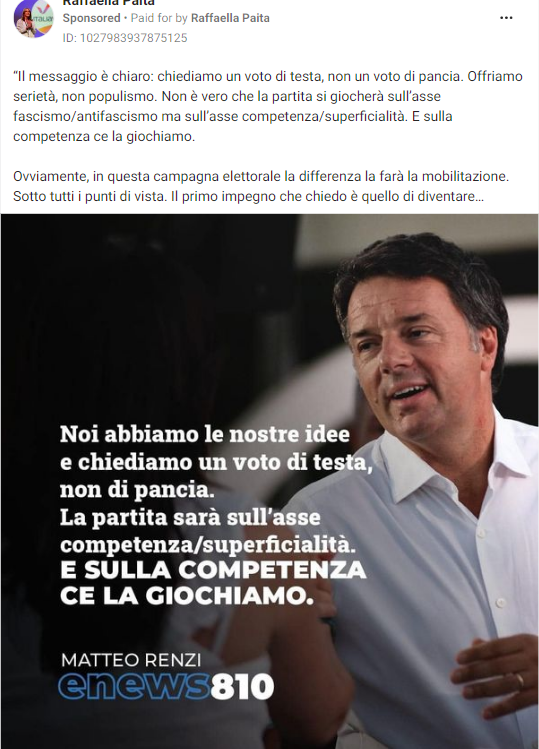 Raffaella Paita
Sponsored • Paid for by Raffaella Paita
ID: 1027983937875125
"Il messaggio è chiaro: chiediamo un voto di testa, non un voto di pancia. Offriamo
serietà, non populismo. Non è vero che la partita si giocherà sull'asse
fascismo/antifascismo ma sull'asse competenza/superficialità. E sulla
competenza ce la giochiamo.
Ovviamente, in questa campagna elettorale la differenza la farà la mobilitazione.
Sotto tutti i punti di vista. Il primo impegno che chiedo è quello di diventare...
Noi abbiamo le nostre idee
e chiediamo un voto di testa,
non di pancia.
La partita sarà sull'asse
competenza/superficialità.
E SULLA COMPETENZA
CE LA GIOCHIAMO.
MATTEO RENZI
enews810